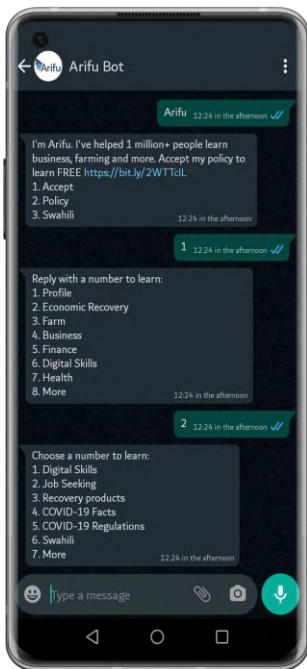 Arifu
Arifu Bot
Arifu 12:24 in the afternoon
I'm Arifu. I've helped 1 million+ people learn
business, farming and more. Accept my policy to
learn FREE https://bit.ly/2WTTclL
1. Accept
2. Policy
3. Swahili
12:24 in the afternoon
1 12:24 in the afternoon
Reply with a number to learn:
1. Profile
2. Economic Recovery
3. Farm
4. Business
5. Finance
6. Digital Skills
7. Health
8. More
12:24 in the afternoon
2 12:24 in the afternoon
Choose a number to learn:
1. Digital Skills
2. Job Seeking
3. Recovery products
4. COVID-19 Facts
5. COVID-19 Regulations
6. Swahili
7. More
12:24 in the afternoon
Type a message